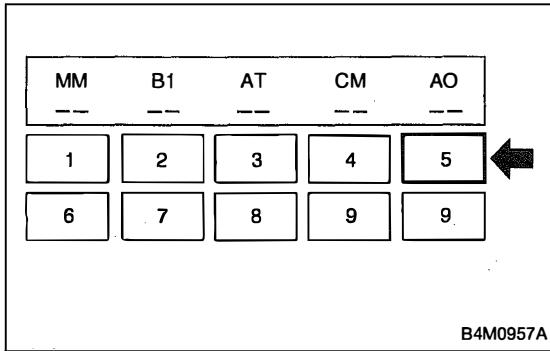 MM B1 AT CM AO
-- -- -- -- --
1 2 3 4 5
6 7 8 9 9
B4M0957A